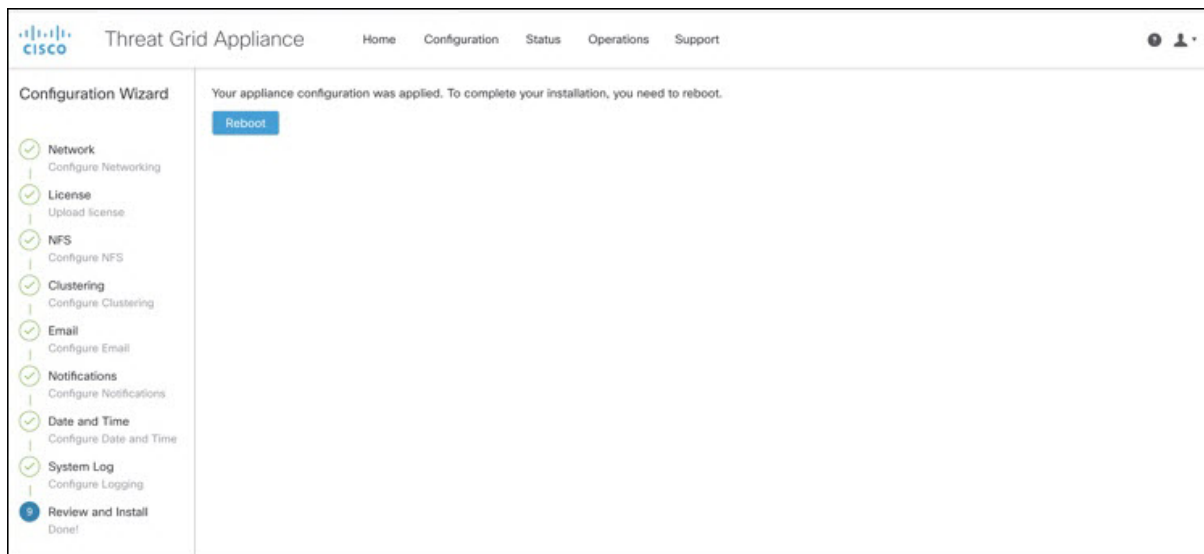 CISCO
Threat Grid Appliance
Home Configuration Status Operations Support
Configuration Wizard
Your appliance configuration was applied. To complete your installation, you need to reboot.
Reboot
Network
Configure Networking
License
Upload license
NFS
Configure NFS
Clustering
Configure Clustering
Email
Configure Email
Notifications
Configure Notifications
Date and Time
Configure Date and Time
System Log
Configure Logging
9 Review and Install
Done!